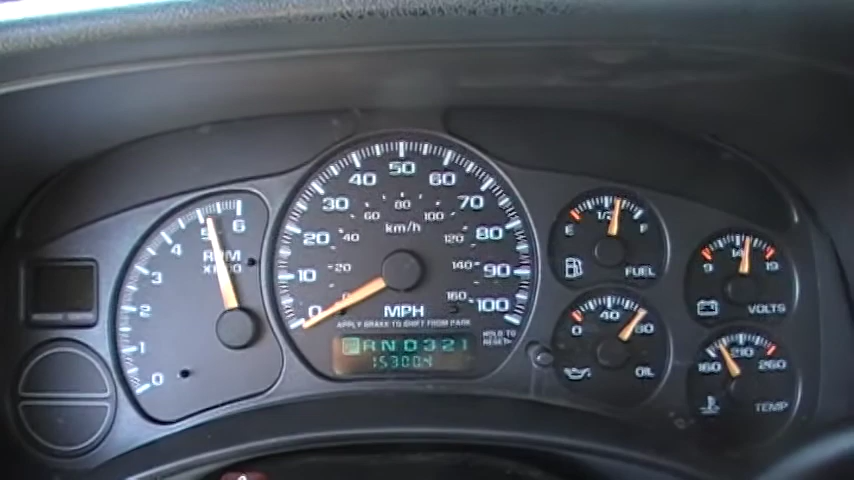 0 1 2 3 4 5 6
RPM
X1000
0 10 20 30 40 50 60 70 80 90 100
20 40 60 80 100 120 140 160
km/h
MPH
APPLY BRAKE TO SHIFT FROM PARK
HOLD TO
RESET>
PRND321
153004
E 1/2 F
FUEL
0 40 80
OIL
9 14 19
VOLTS
160 210 260
TEMP